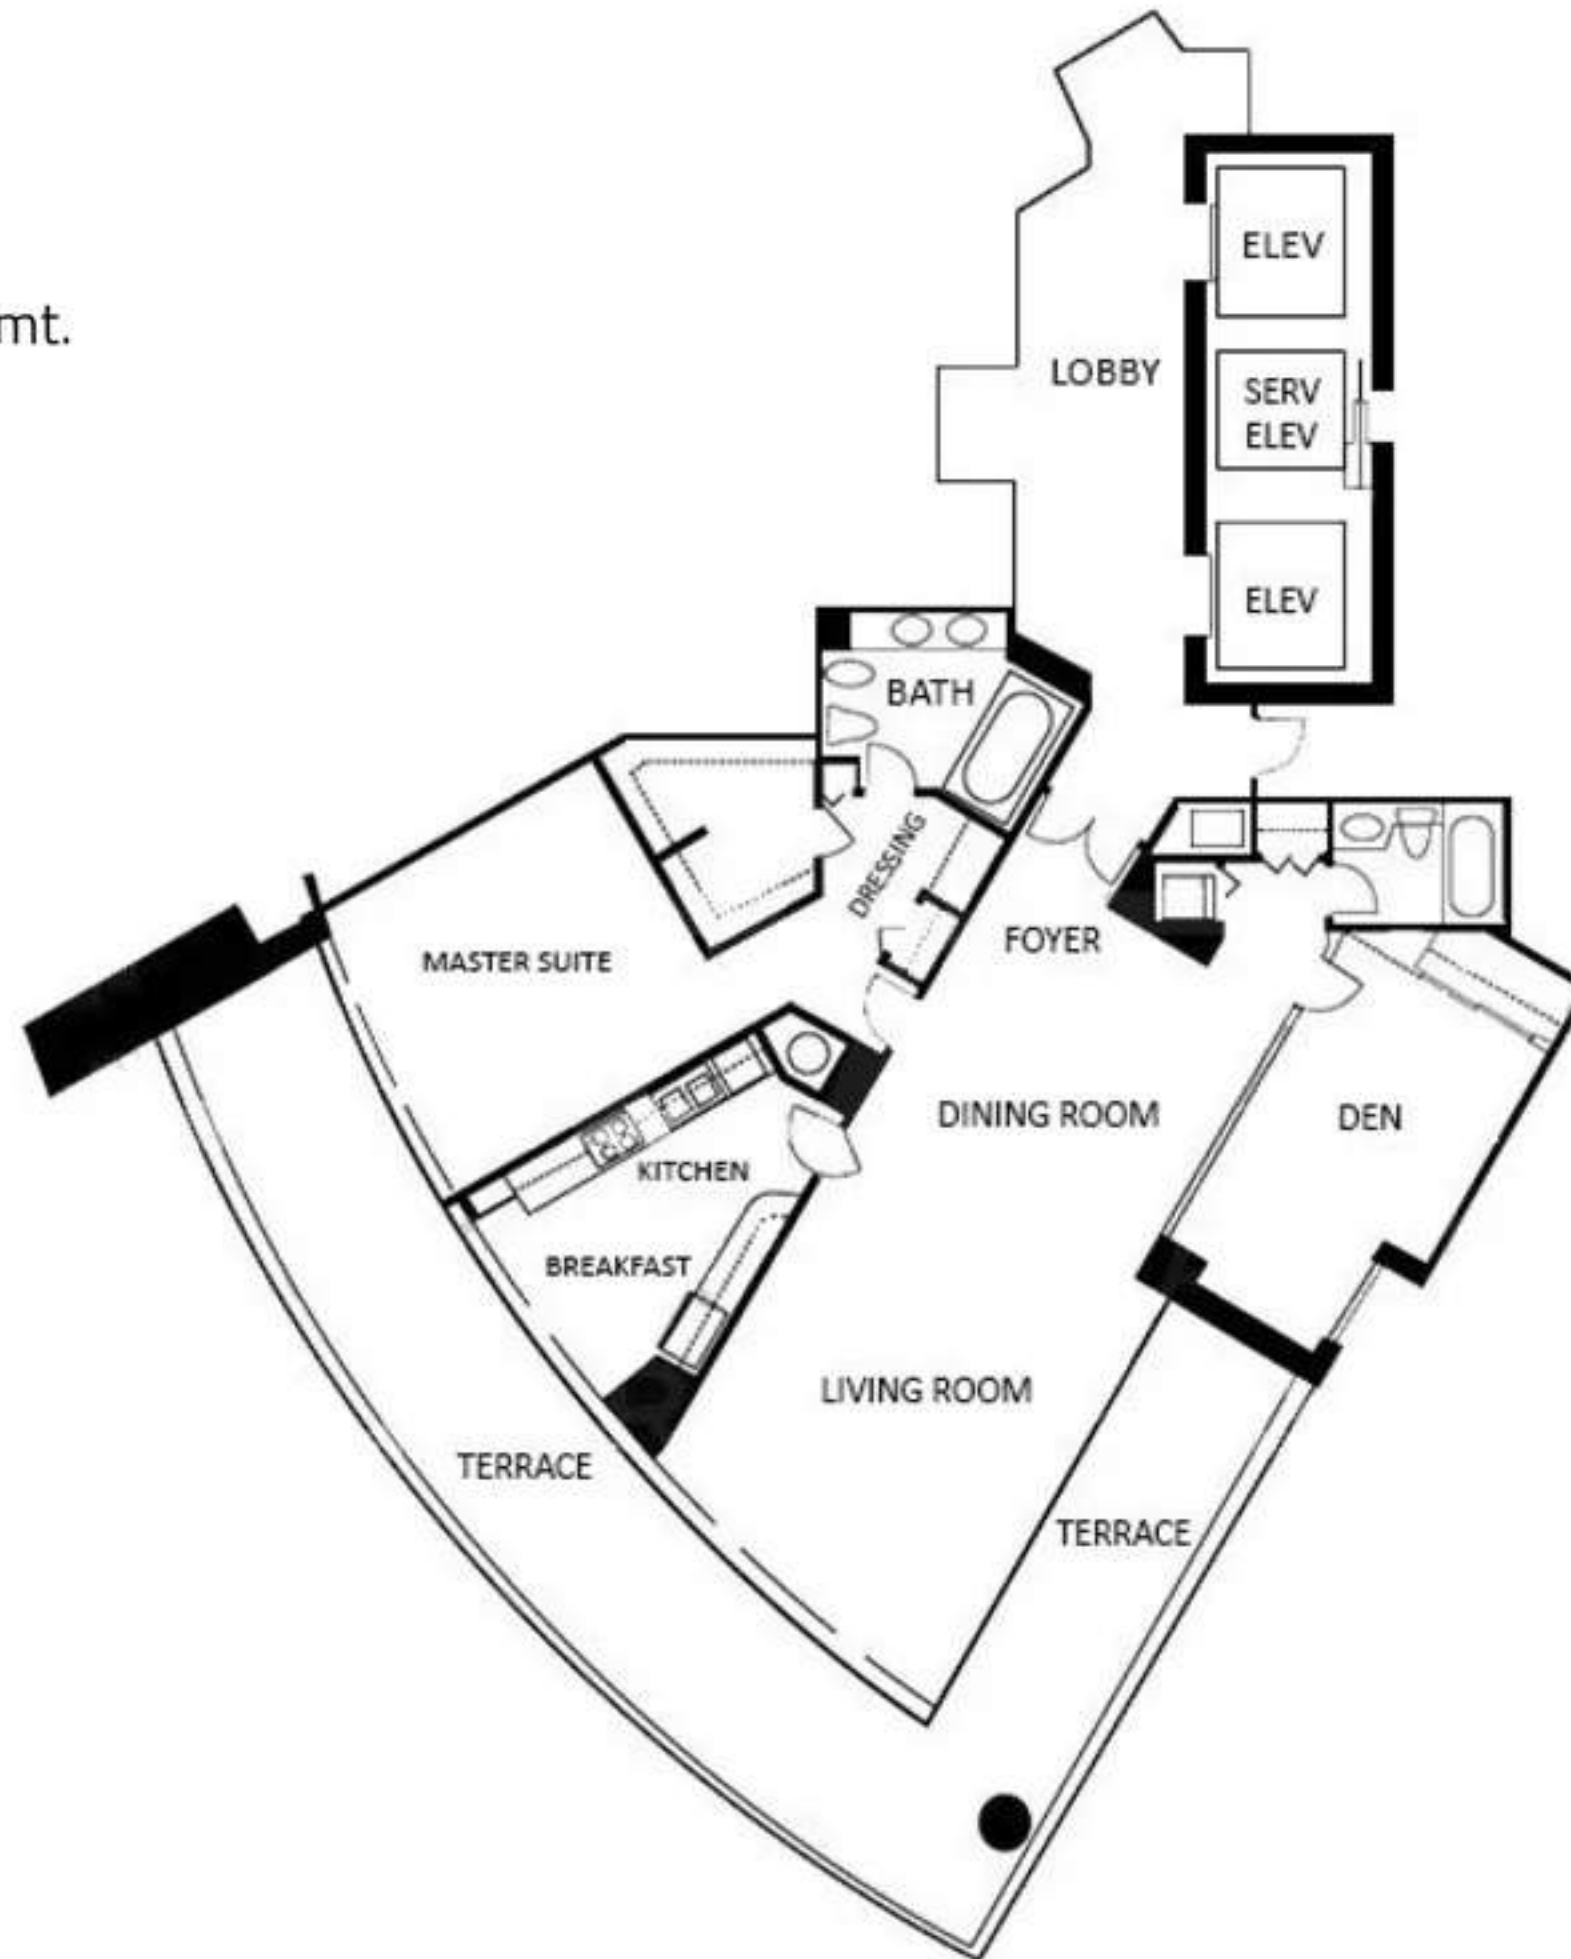 ELEV
mt.
LOBBY
SERV
ELEV
ELEV
BATH
DRESSING
FOYER
MASTER SUITE
DINING ROOM
DEN
KITCHEN
BREAKFAST
LIVING ROOM
TERRACE
TERRACE